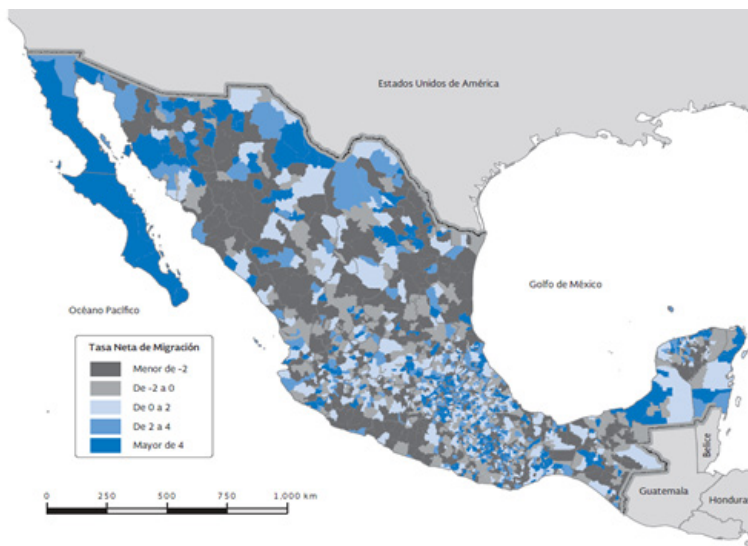 Estados Unidos de América
Golfo de México
Océano Pacífico
Tasa Neta de Migración
Menor de -2
De -2 a 0
De 0 a 2
De 2 a 4
Mayor de 4
Belice
Guatemala
Hondura
0 250 500 750 1,000 km